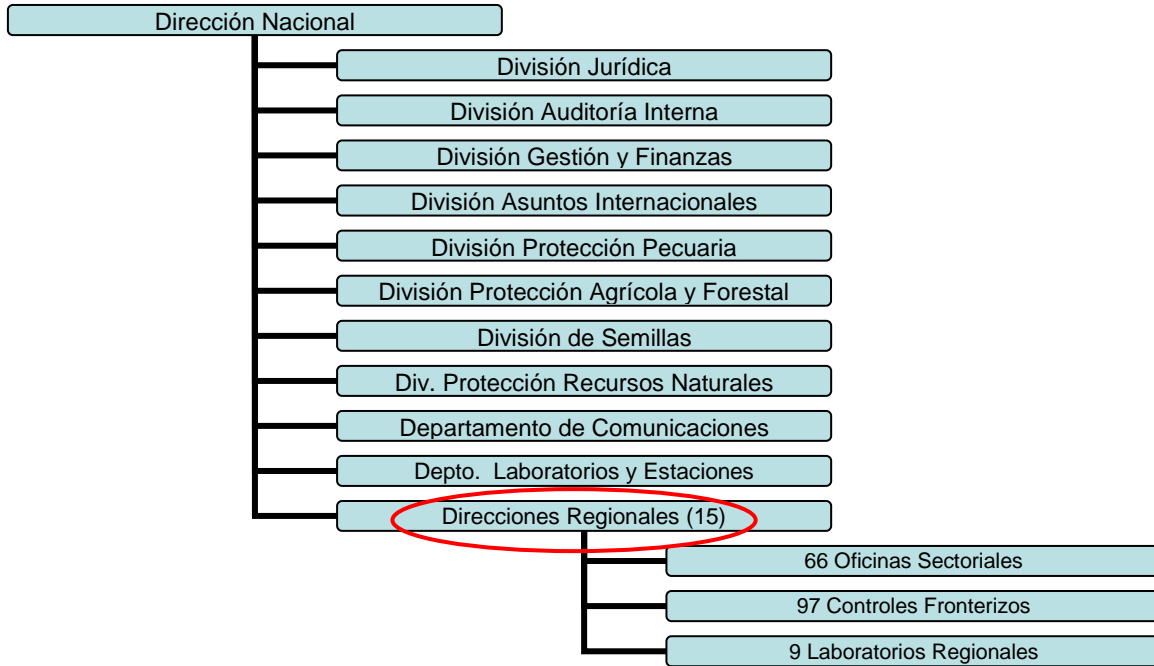 Dirección Nacional
División Jurídica
División Auditoría Interna
División Gestión y Finanzas
División Asuntos Internacionales
División Protección Pecuaria
División Protección Agrícola y Forestal
División de Semillas
Div. Protección Recursos Naturales
Departamento de Comunicaciones
Depto. Laboratorios y Estaciones
Direcciones Regionales (15)
66 Oficinas Sectoriales
97 Controles Fronterizos
9 Laboratorios Regionales